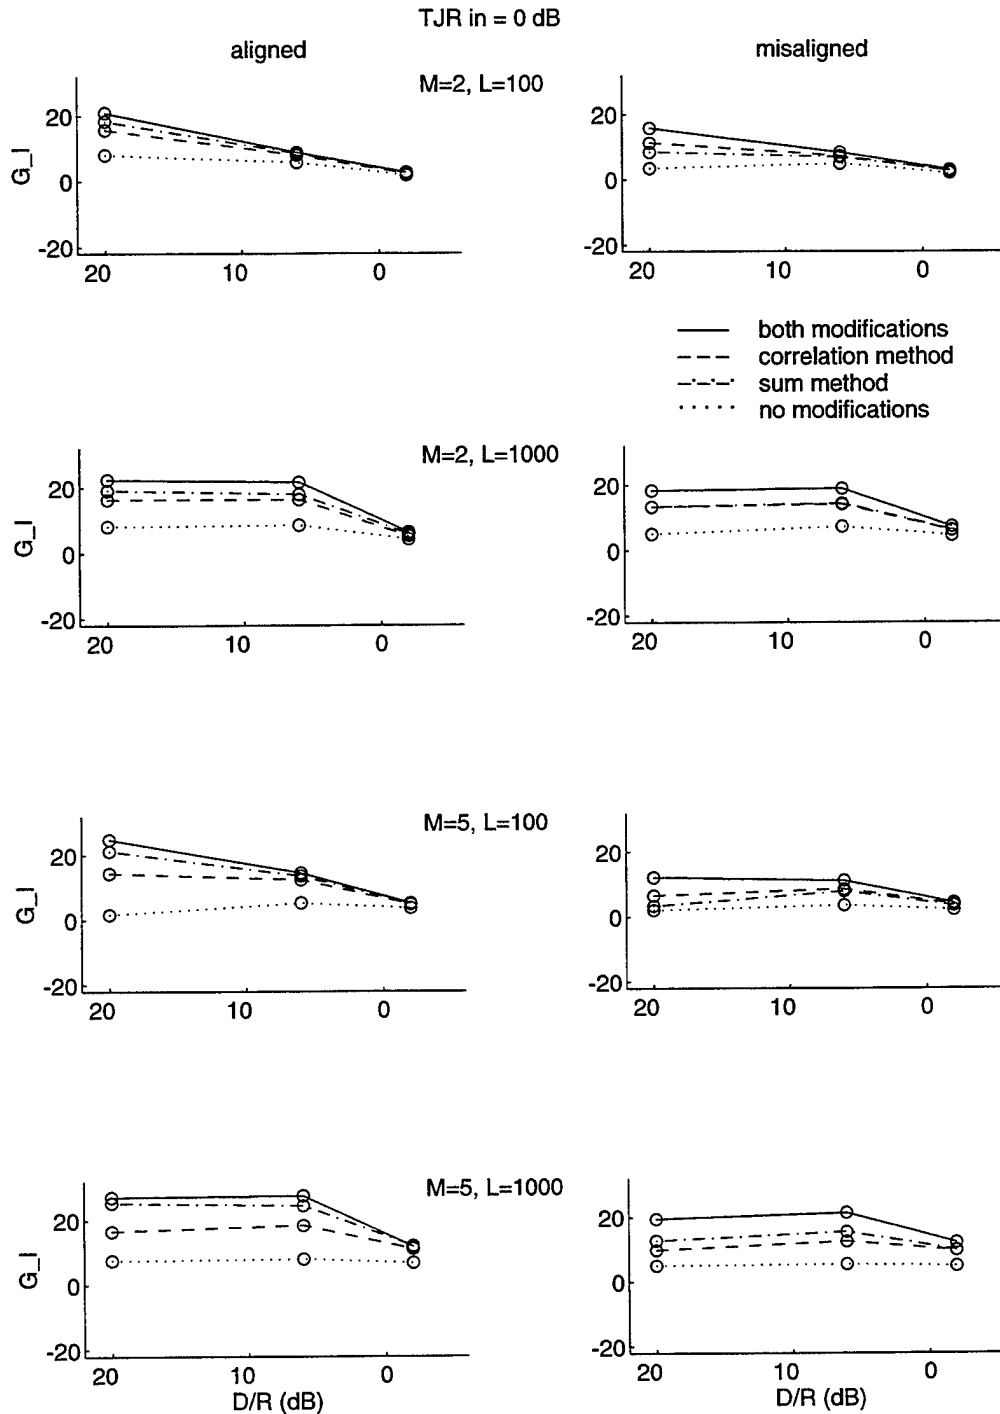 TJR in = 0 dB
aligned
misaligned
M=2, L=100
G_I
20
0
-20
20 10 0
20
0
-20
20 10 0
both modifications
correlation method
sum method
no modifications
M=2, L=1000
G_I
20
0
-20
20 10 0
20
0
-20
20 10 0
M=5, L=100
G_I
20
0
-20
20 10 0
20
0
-20
20 10 0
M=5, L=1000
G_I
20
0
-20
20 10 0
D/R (dB)
20
0
-20
20 10 0
D/R (dB)